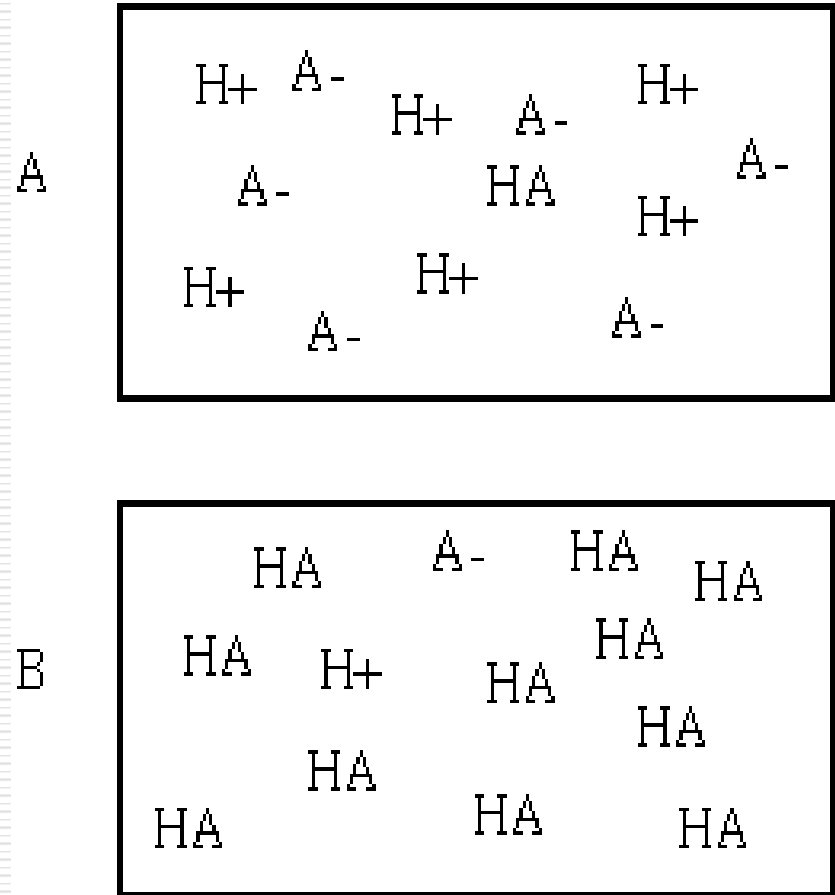 H+ A- H+
H+ A-
A-
A HA
A-
H+
H+ H+
A- A-
A- HA
HA HA
HA
B HA H+ HA
HA
HA
HA HA HA